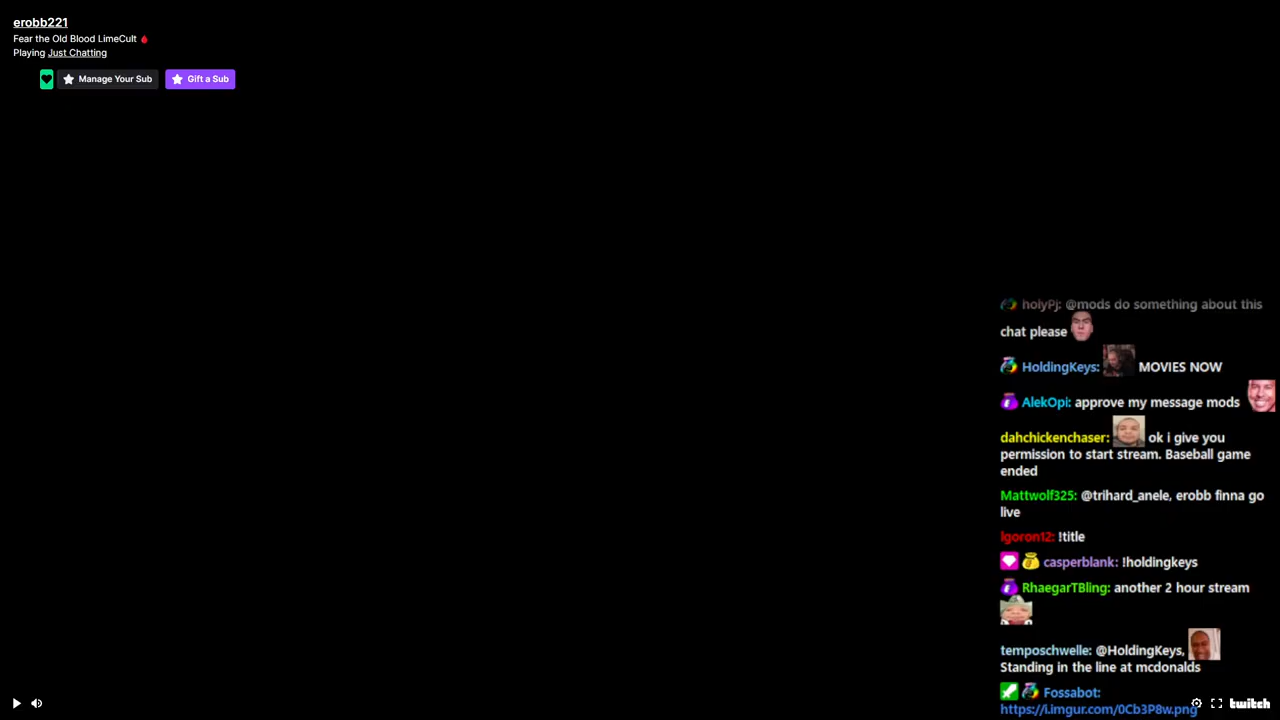 erobb221
Fear the Old Blood LimeCult
Playing Just Chatting
Manage Your Sub
Gift a Sub
holyPj: @mods do something about this
chat please
HoldingKeys: MOVIES NOW
AlekOpi: approve my message mods
dahchickenchaser: ok i give you
permission to start stream. Baseball game
ended
Mattwolf325: @trihard_anele, erobb finna go
live
lgoron12: !title
casperblank: !holdingkeys
RhaegarTBling: another 2 hour stream
temposchwelle: @HoldingKeys,
Standing in the line at mcdonalds
Fossabot:
https://i.imgur.com/0Cb3P8w.png
twitch